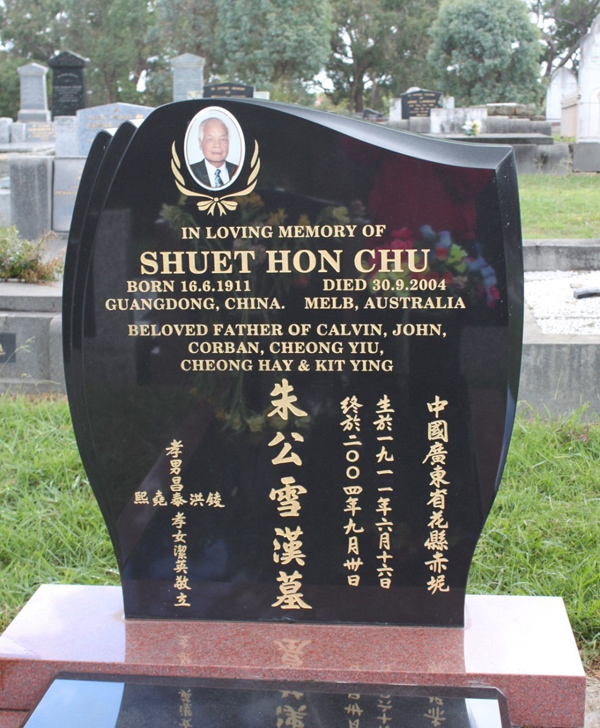 IN LOVING MEMORY OF
SHUET HON CHU
BORN 16.6.1911 DIED 30.9.2004
GUANGDONG, CHINA. MELB, AUSTRALIA
BELOVED FATHER OF CALVIN, JOHN,
CORBAN, CHEONG YIU,
CHEONG HAY & KIT YING
中國廣東省花縣赤坭
生於一九一一年六月十六日
終於二〇〇四年九月卅日
朱公雪漢墓
孝男昌
錂洪泰堯熙
孝女潔英敬立